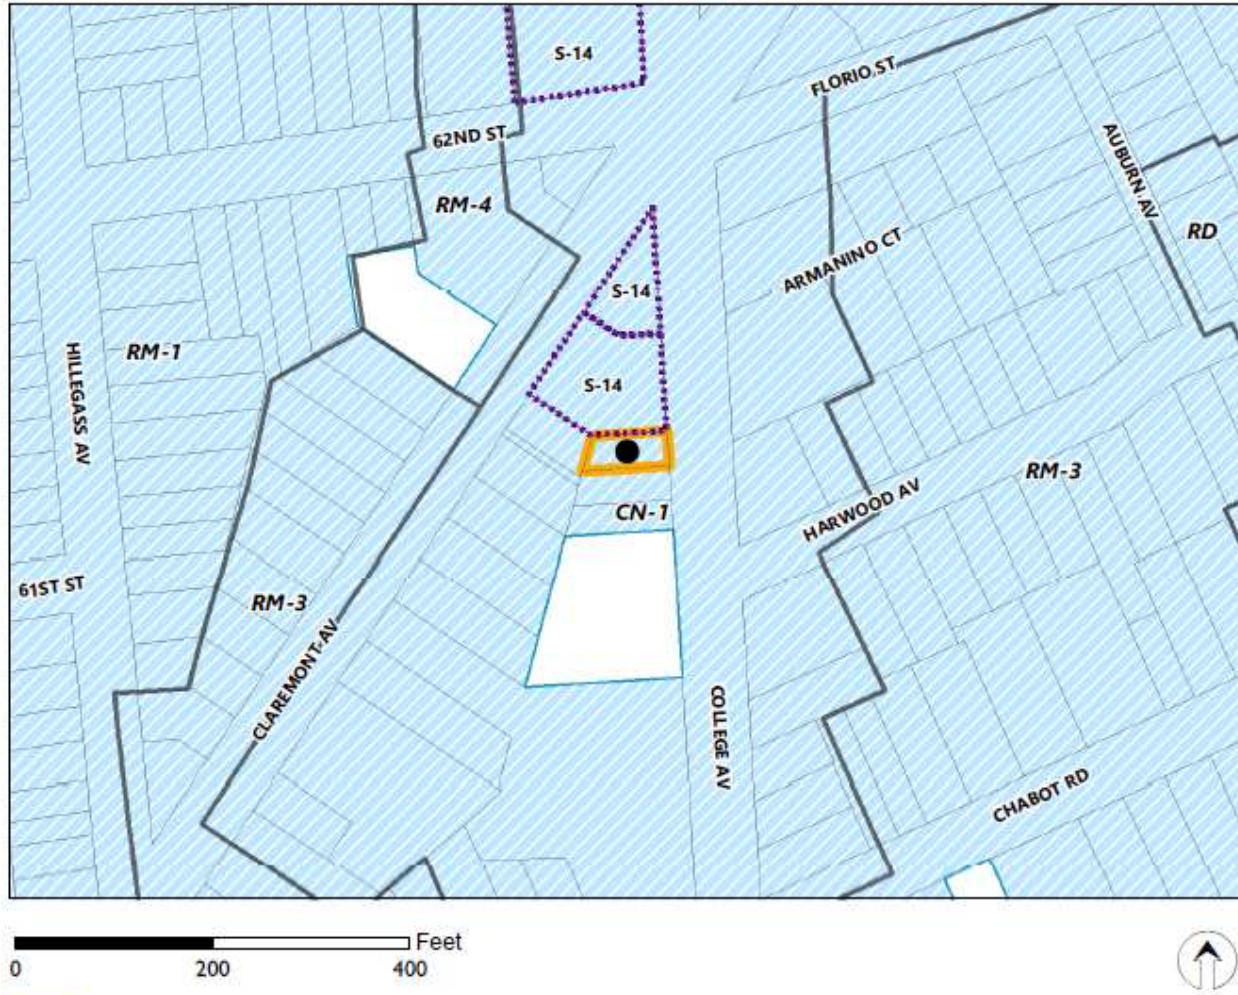 S-14
FLORIO ST
62ND ST
AUBURN AV
RM-4
RD
ARMANINO CT
S-14
HILLEGASS AV
RM-1
S-14
RM-3
HARWOOD AV
CN-1
61ST ST
RM-3
CLAREMONT AV
COLLEGE AV
CHABOT RD
Feet
0 200 400